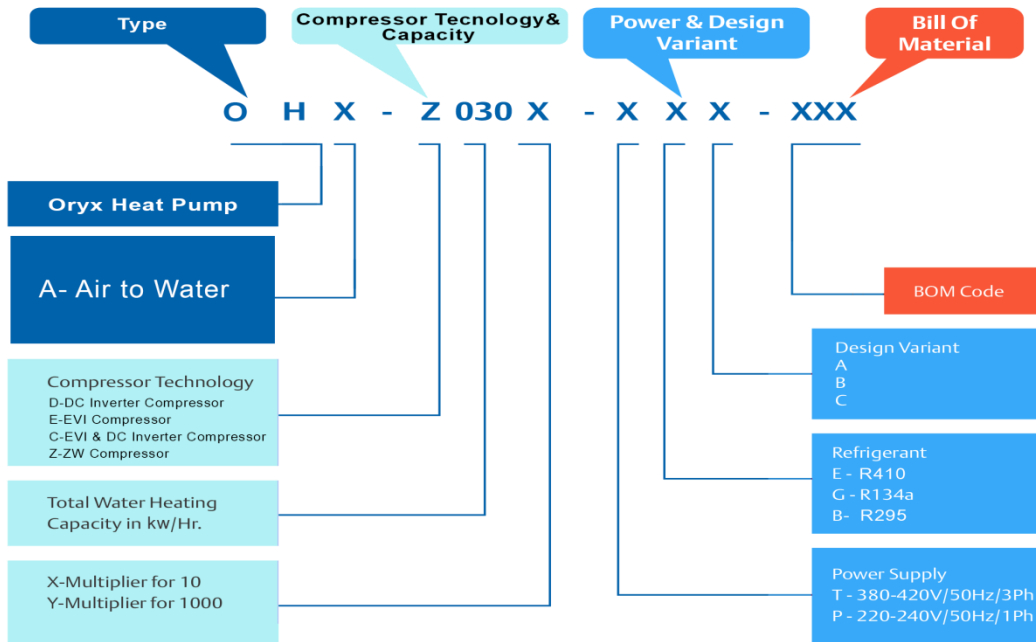 Type
Compressor Tecnology&
Capacity
Power & Design
Variant
Bill Of
Material
O H X - Z 030 X - X X X - XXX
Oryx Heat Pump
A- Air to Water
Compressor Technology
D-DC Inverter Compressor
E-EVI Compressor
C-EVI & DC Inverter Compressor
Z-ZW Compressor
Total Water Heating
Capacity in kw/Hr.
X-Multiplier for 10
Y-Multiplier for 1000
BOM Code
Design Variant
A
B
C
Refrigerant
E - R410
G - R134a
B- R295
Power Supply
T - 380-420V/50Hz/3Ph
P - 220-240V/50Hz/1Ph